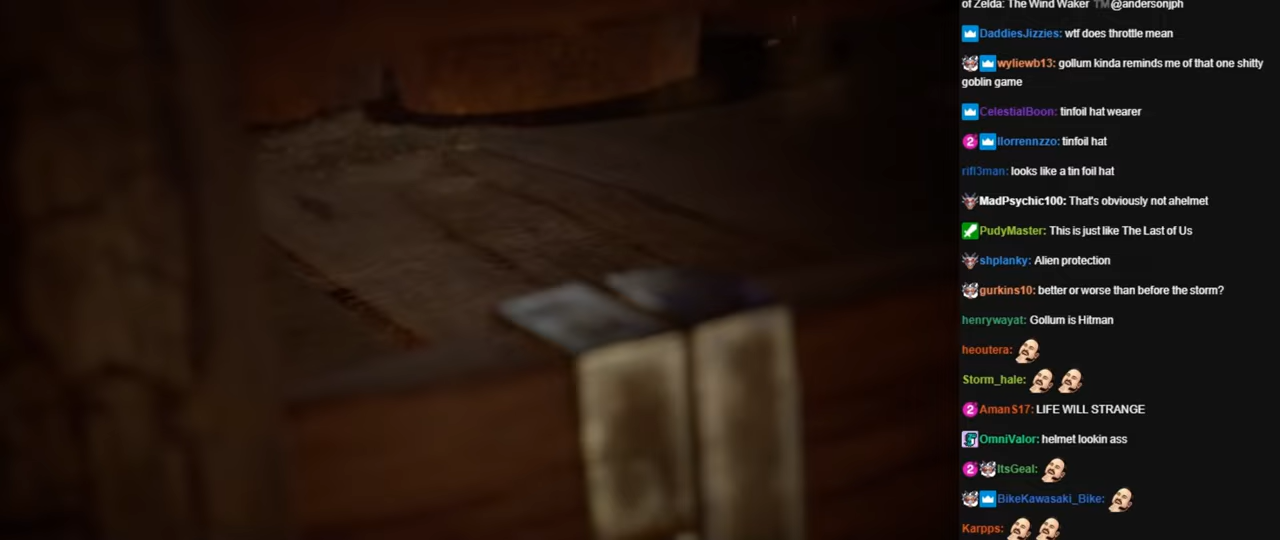 of Zelda: The Wind Waker TM@andersonjph
DaddiesJizzies: wtf does throttle mean
wyliewb13: gollum kinda reminds me of that one shitty
goblin game
CelestialBoon: tinfoil hat wearer
2 llorrennzzo: tinfoil hat
rifl3man: looks like a tin foil hat
MadPsychic100: That's obviously not ahelmet
PudyMaster: This is just like The Last of Us
shplanky: Alien protection
gurkins10: better or worse than before the storm?
henrywayat: Gollum is Hitman
heoutera:
Storm_hale:
2 AmanS17: LIFE WILL STRANGE
OmniValor: helmet lookin ass
2 ItsGeal:
BikeKawasaki_Bike:
Karpps: